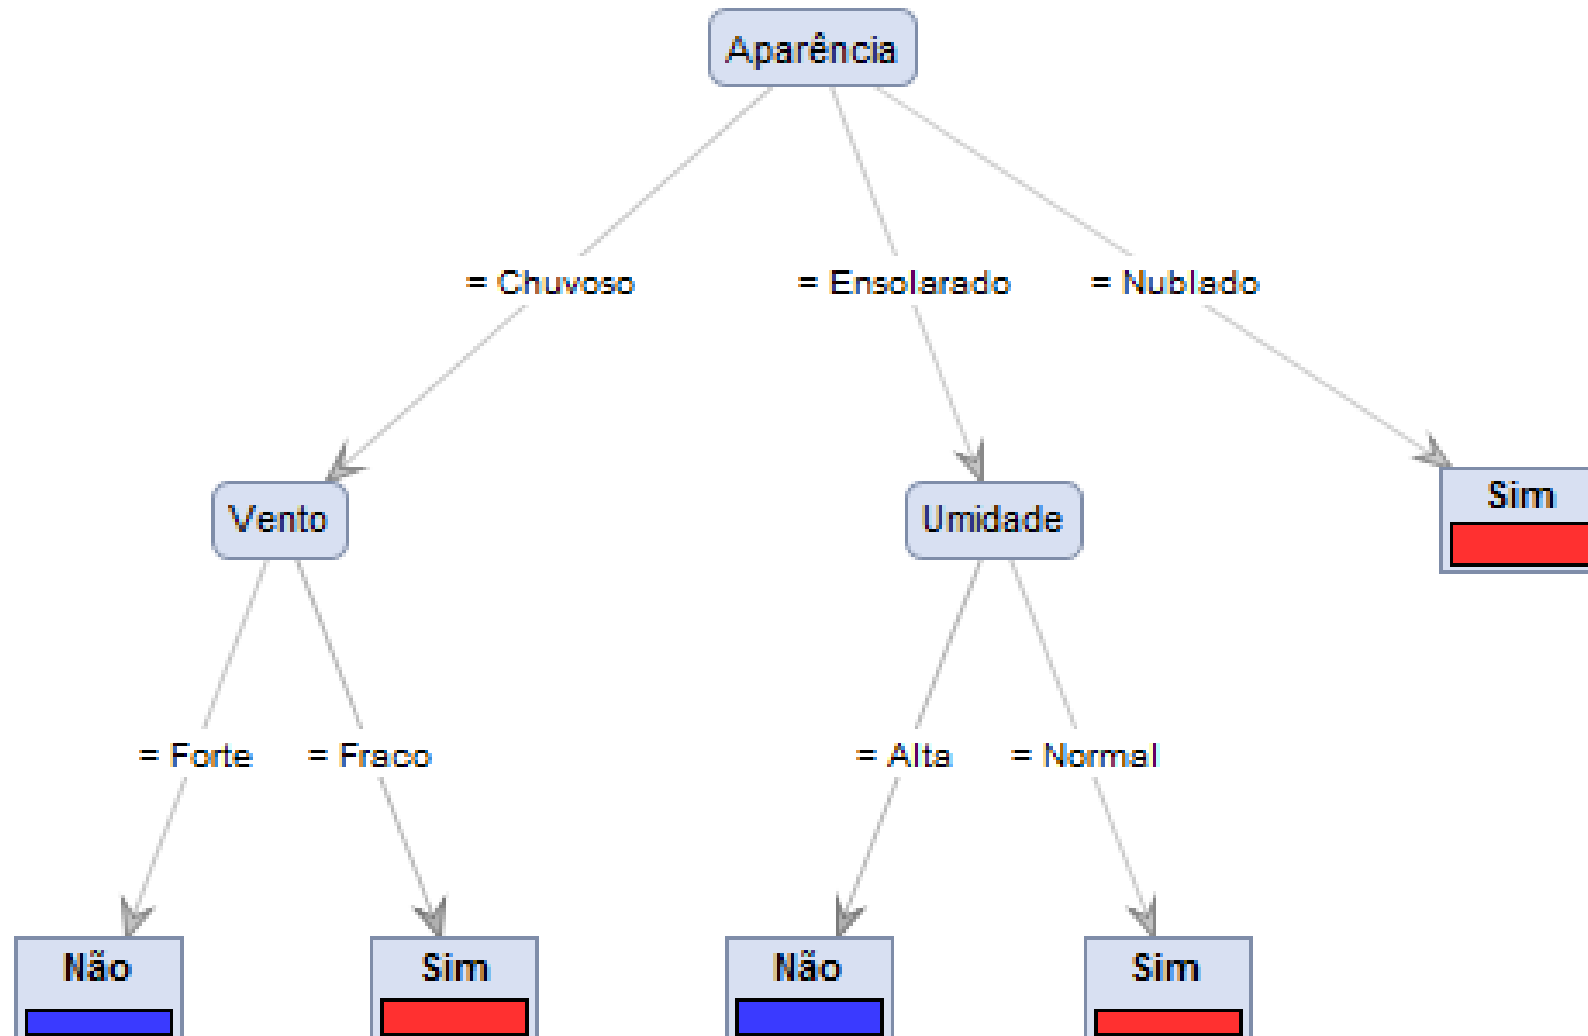 Aparência
= Chuvoso = Ensolarado = Nublado
Sim
Vento Umidade
= Forte = Fraco = Alta = Normal
Não Sim Não Sim